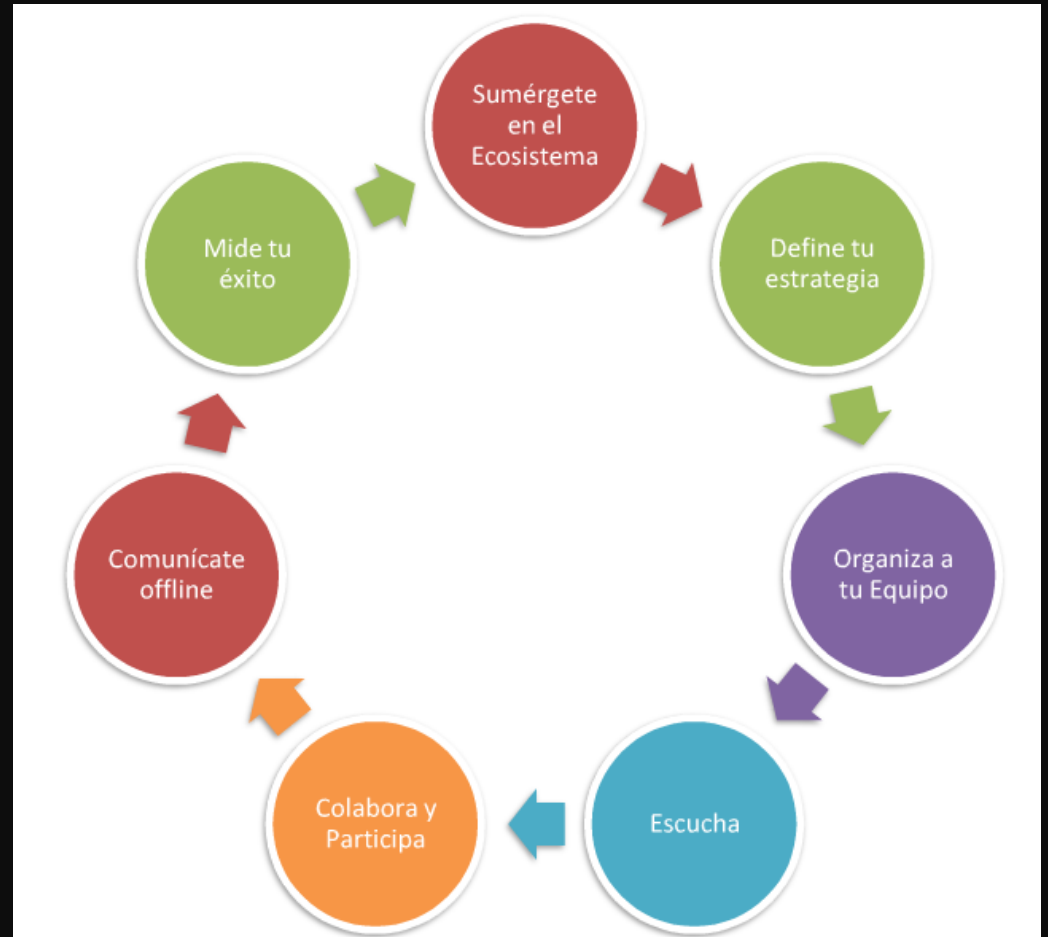 Sumérgete
en el
Ecosistema
Define tu
estrategia
Organiza a
tu Equipo
Escucha
Colabora y
Participa
Comunícate
offline
Mide tu
éxito